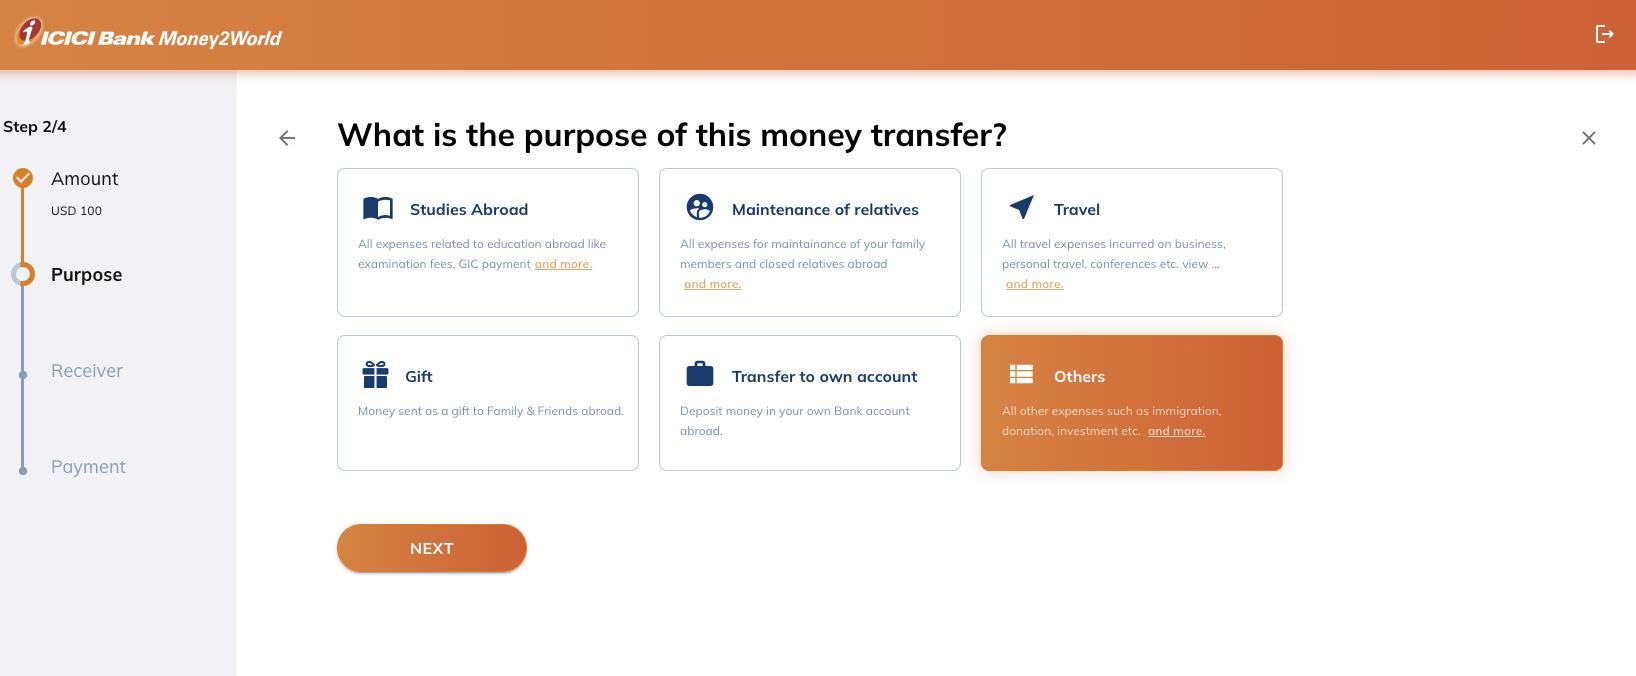 i ICICI Bank Money2World
Step 2/4
Amount
USD 100
Purpose
Receiver
Payment
What is the purpose of this money transfer?
Studies Abroad
All expenses related to education abroad like
examination fees, GIC payment and more.
Maintenance of relatives
All expenses for maintainance of your family
members and closed relatives abroad
and more.
Travel
All travel expenses incurred on business,
personal travel, conferences etc. view ...
and more.
Gift
Money sent as a gift to Family & Friends abroad.
Transfer to own account
Deposit money in your own Bank account
abroad.
Others
All other expenses such as immigration,
donation, investment etc. and more.
NEXT